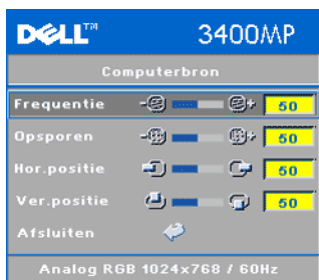 DELL™ 3400MP
Computerbron
Frequentie 50
Opsporen 50
Hor.positie 50
Ver.positie 50
Afsluiten
Analog RGB 1024x768 / 60Hz